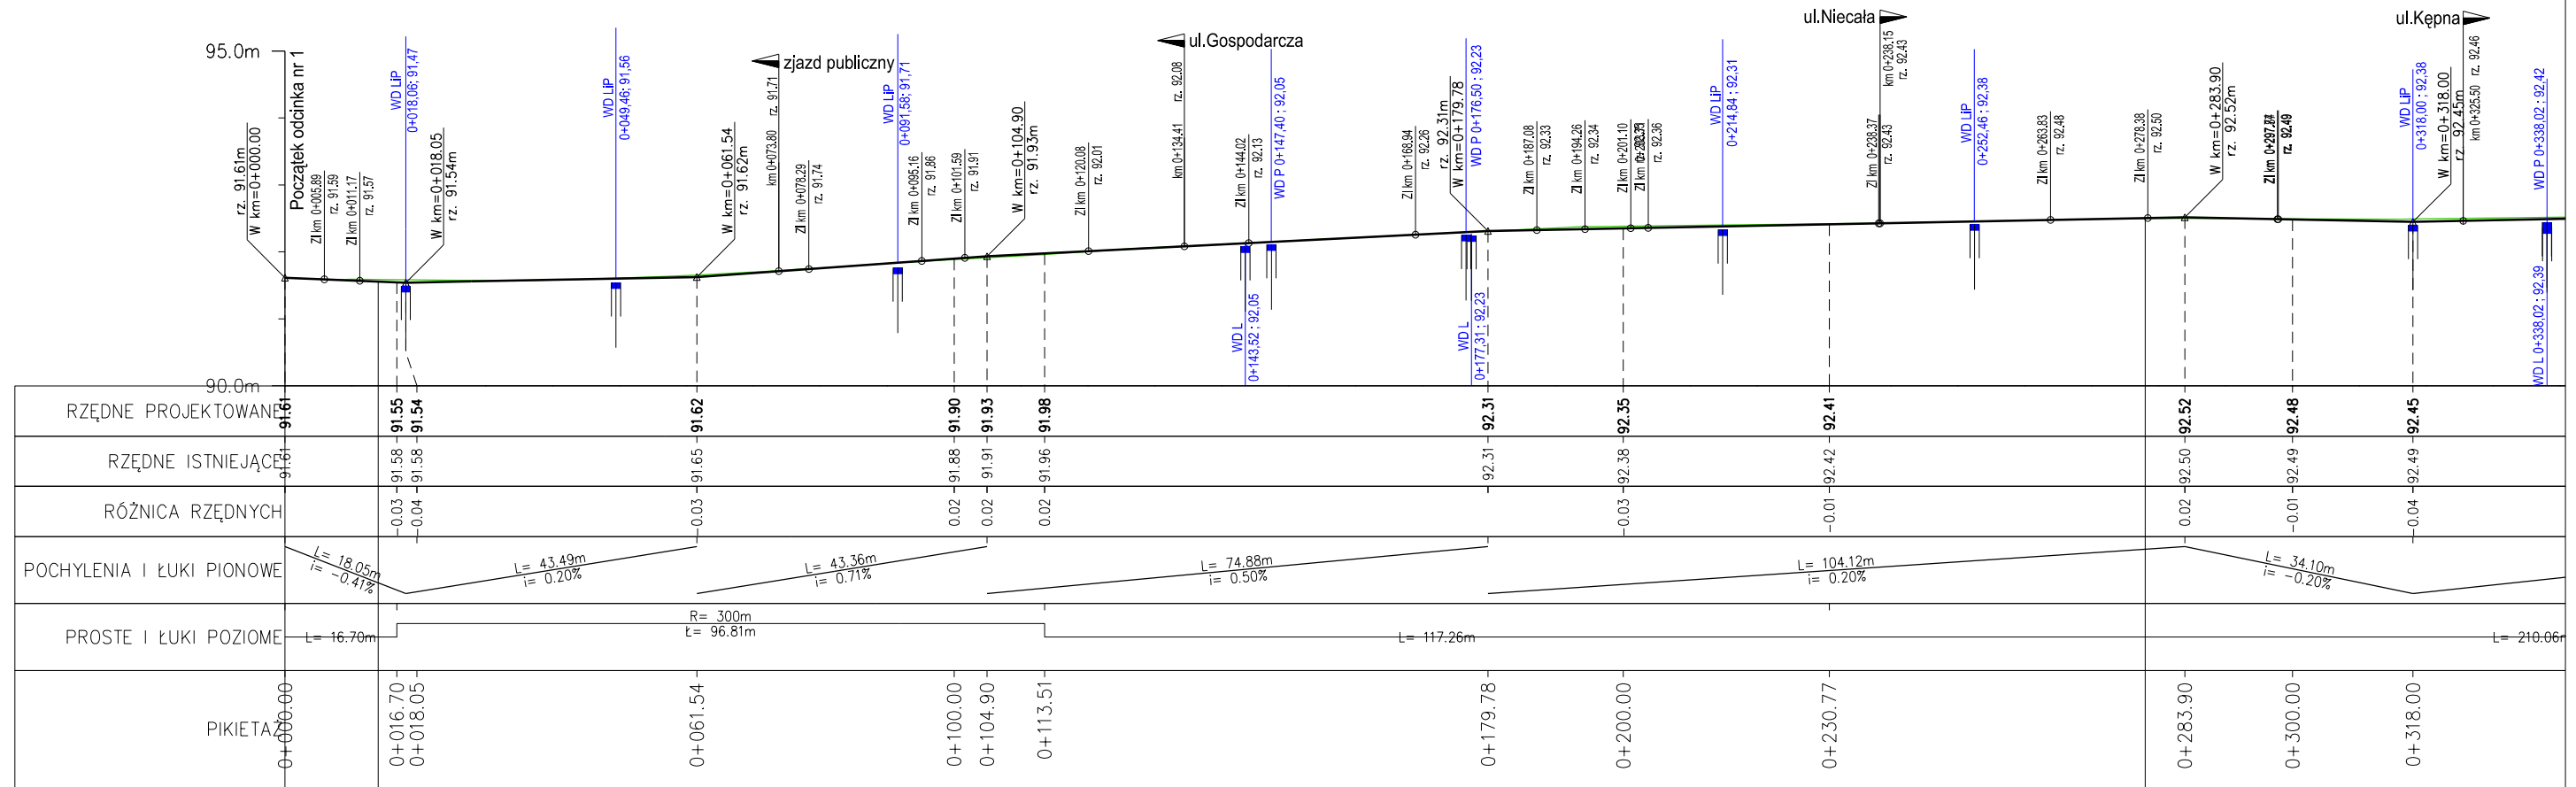 95.0m
90.0m
Początek odcinka nr 1
rz. 91.61m
W km=0+000.00
Zl km 0+005.89
rz. 91.59
Zl km 0+011.17
rz. 91.57
WD LiP
0+018,06; 91,47
W km=0+018.05
rz. 91.54m
WD LiP
0+049,46; 91,56
W km=0+061.54
rz. 91.62m
zjazd publiczny
km 0+073.80 rz. 91.71
Zl km 0+078.29
rz. 91.74
WD LiP
0+091,58; 91,71
Zl km 0+095.16
rz. 91.86
Zl km 0+101.59
rz. 91.91
W km=0+104.90
rz. 91.93m
Zl km 0+120.08
rz. 92.01
ul.Gospodarcza
km 0+134.41 rz. 92.08
Zl km 0+144.02
rz. 92.13
WD P 0+147,40 ; 92,05
WD L
0+143,52 ; 92,05
Zl km 0+168.94
rz. 92.26
rz. 92.31m
W km=0+179.78
WD P 0+176,50 ; 92,23
WD L
0+177,31 ; 92,23
Zl km 0+187.08
rz. 92.33
Zl km 0+194.26
rz. 92.34
Zl km 0+201.10
rz. 92.36
WD LiP
0+214,84 ; 92,31
ul.Niecała
km 0+238.15
rz. 92.43
Zl km 0+238.37
rz. 92.43
WD LiP
0+252,46 ; 92,38
Zl km 0+263.83
rz. 92.48
Zl km 0+278.38
rz. 92.50
W km=0+283.90
rz. 92.52m
rz. 92.49
WD LiP
0+318,00 ; 92,38
W km=0+318.00
rz. 92.45m
ul.Kępna
km 0+325.50 rz. 92.46
WD P 0+338,02 ; 92,42
WD L 0+338,02 ; 92,39
RZĘDNE PROJEKTOWANE 91.61 91.55 91.54 91.62 91.90 91.93 91.98 92.31 92.35 92.41 92.52 92.48 92.45
RZĘDNE ISTNIEJĄCE 91.61 91.58 91.58 91.65 91.88 91.91 91.96 92.31 92.38 92.42 92.50 92.49 92.49
RÓŻNICA RZĘDNYCH -0.03 -0.04 -0.03 0.02 0.02 0.02 -0.03 -0.01 0.02 -0.01 -0.04
POCHYLENIA I ŁUKI PIONOWE
L= 18.05m
i= -0.41%
L= 43.49m
i= 0.20%
L= 43.36m
i= 0.71%
L= 74.88m
i= 0.50%
L= 104.12m
i= 0.20%
L= 34.10m
i= -0.20%
PROSTE I ŁUKI POZIOME
L= 16.70m
R= 300m
Ł= 96.81m
L= 117.26m
L= 210.06m
PIKIETAŻ 0+000.00 0+016.70 0+018.05 0+061.54 0+100.00 0+104.90 0+113.51 0+179.78 0+200.00 0+230.77 0+283.90 0+300.00 0+318.00